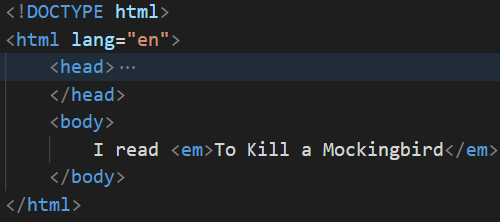 <!DOCTYPE html>
<html lang="en">
<head>⋯
</head>
<body>
I read <em>To Kill a Mockingbird</em>
</body>
</html>